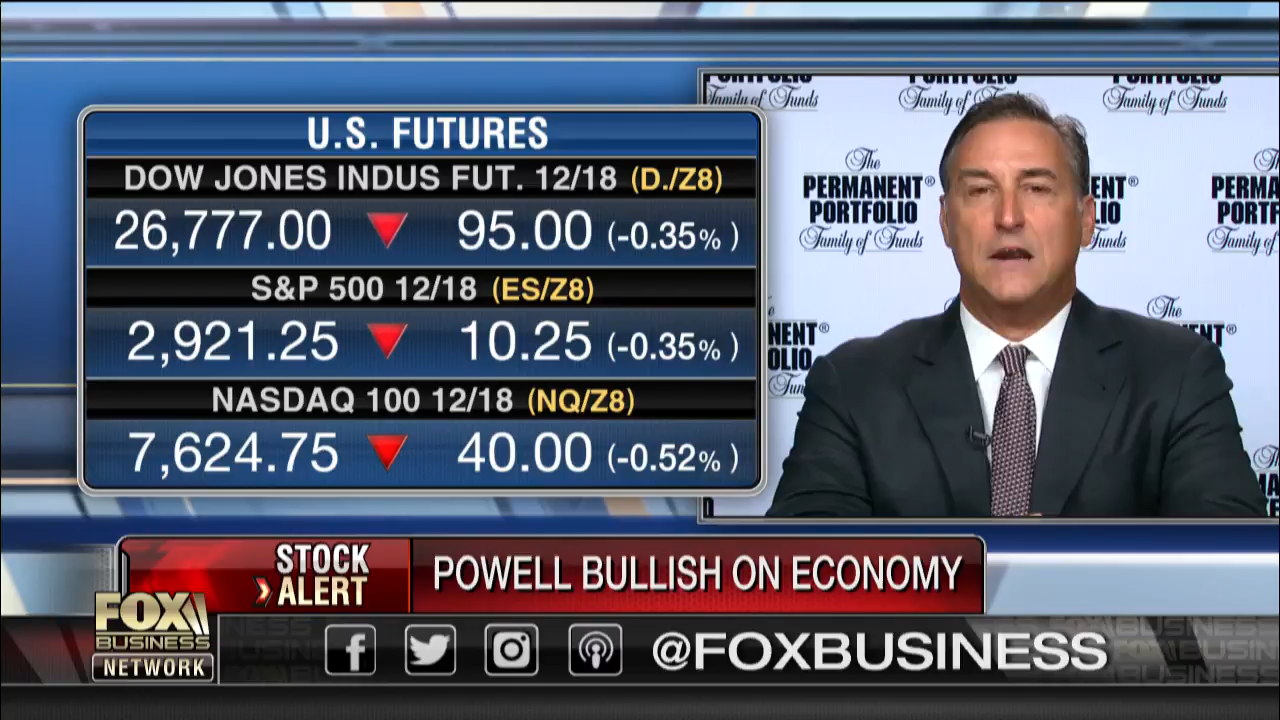 U.S. FUTURES
DOW JONES INDUS FUT. 12/18 (D./Z8)
26,777.00 ▼ 95.00 (-0.35% )
S&P 500 12/18 (ES/Z8)
2,921.25 ▼ 10.25 (-0.35% )
NASDAQ 100 12/18 (NQ/Z8)
7,624.75 ▼ 40.00 (-0.52% )
PORTFOLIO PORTFOLIO PORTFOLIO
Family of Funds Family of Family of Funds
The
PERMANENT®
PORTFOLIO
Family of Funds
The
STOCK
ALERT
POWELL BULLISH ON ECONOMY
FOX
BUSINESS
NETWORK
@FOXBUSINESS